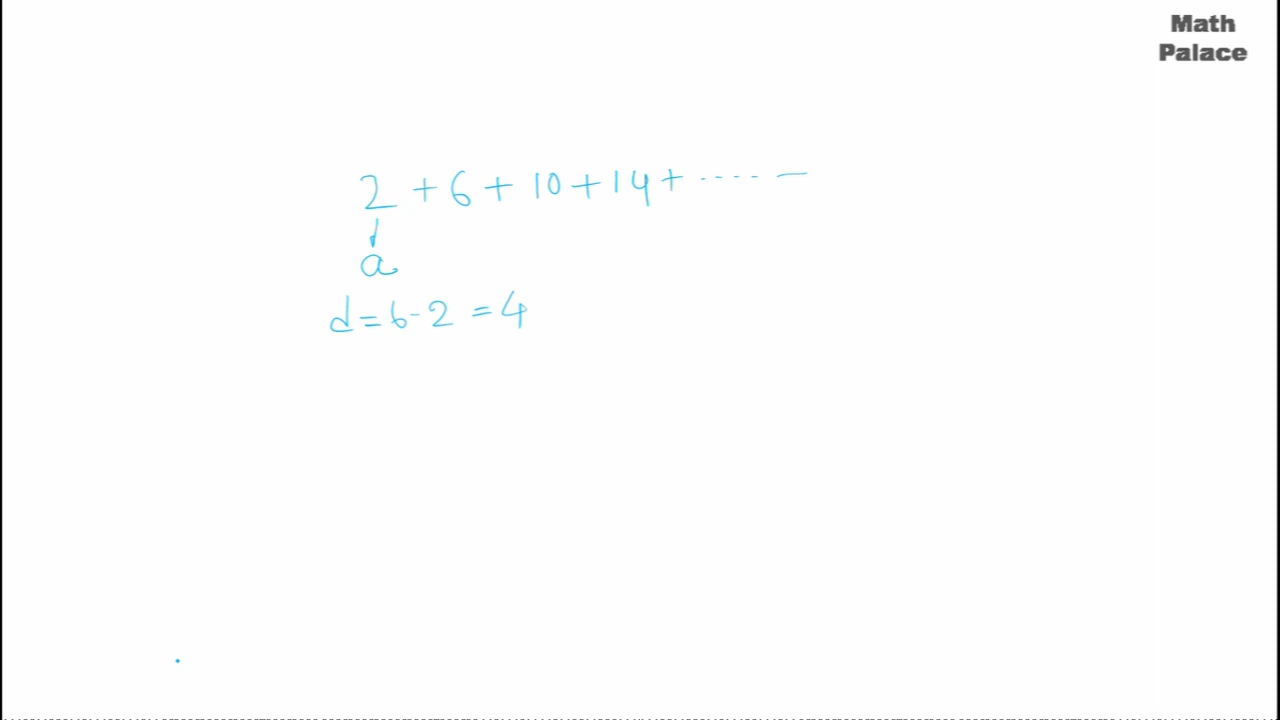 Math
Palace
2 + 6 + 10 + 14 + ..... —
a
d = 6 - 2 = 4